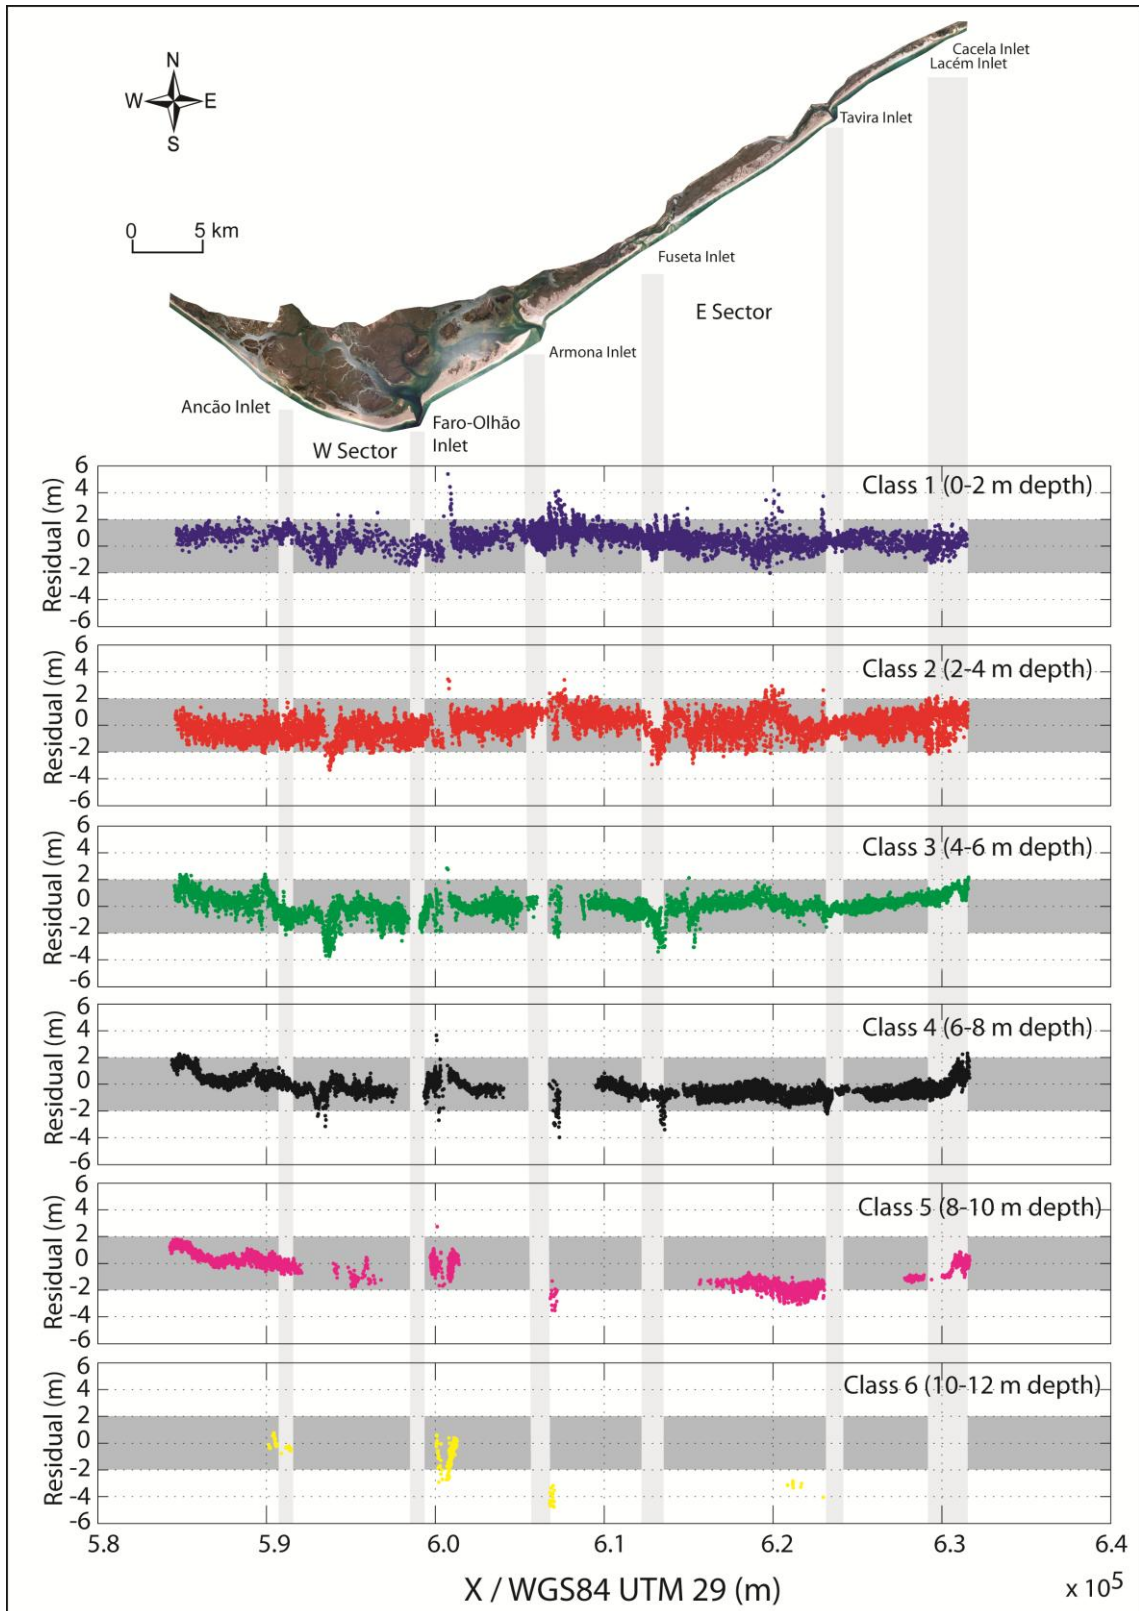 N
W E
S
0 5 km
Cacela Inlet
Lacém Inlet
Tavira Inlet
Fuseta Inlet
E Sector
Armona Inlet
Ancão Inlet
Faro-Olhão
Inlet
W Sector
Class 1 (0-2 m depth)
Residual (m)
6
4
2
0
-2
-4
-6
Class 2 (2-4 m depth)
Residual (m)
6
4
2
0
-2
-4
-6
Class 3 (4-6 m depth)
Residual (m)
6
4
2
0
-2
-4
-6
Class 4 (6-8 m depth)
Residual (m)
6
4
2
0
-2
-4
-6
Class 5 (8-10 m depth)
Residual (m)
6
4
2
0
-2
-4
-6
Class 6 (10-12 m depth)
Residual (m)
6
4
2
0
-2
-4
-6
5.8 5.9 6.0 6.1 6.2 6.3 6.4
X / WGS84 UTM 29 (m)
x 10⁵